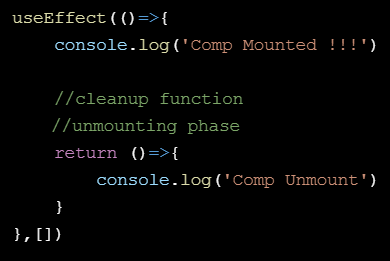 useEffect(()=>{
console.log('Comp Mounted !!!')
//cleanup function
//unmounting phase
return ()=>{
console.log('Comp Unmount')
}
},[])